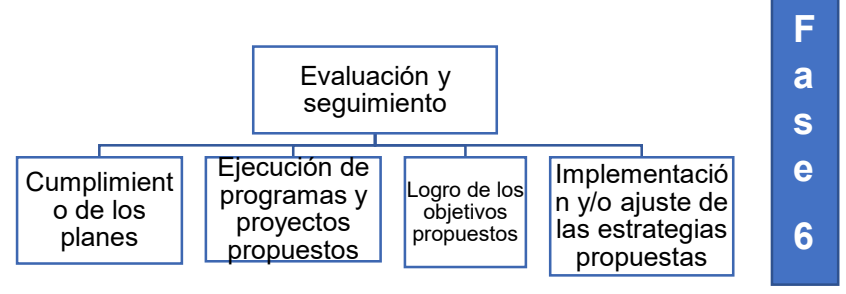 Evaluación y
seguimiento
Cumplimient
o de los
planes
Ejecución de
programas y
proyectos
propuestos
Logro de los
objetivos
propuestos
Implementació
n y/o ajuste de
las estrategias
propuestas
F
a
s
e
6